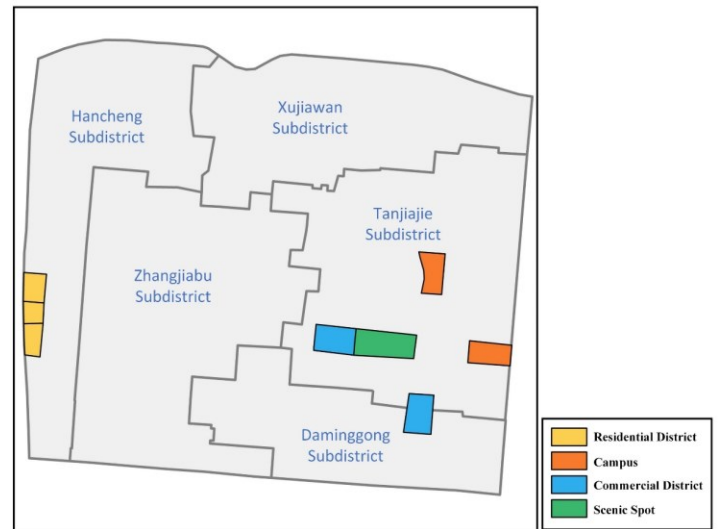 Hancheng
Subdistrict
Xujiawan
Subdistrict
Tanjiajie
Subdistrict
Zhangjiabu
Subdistrict
Daminggong
Subdistrict
Residential District
Campus
Commercial District
Scenic Spot